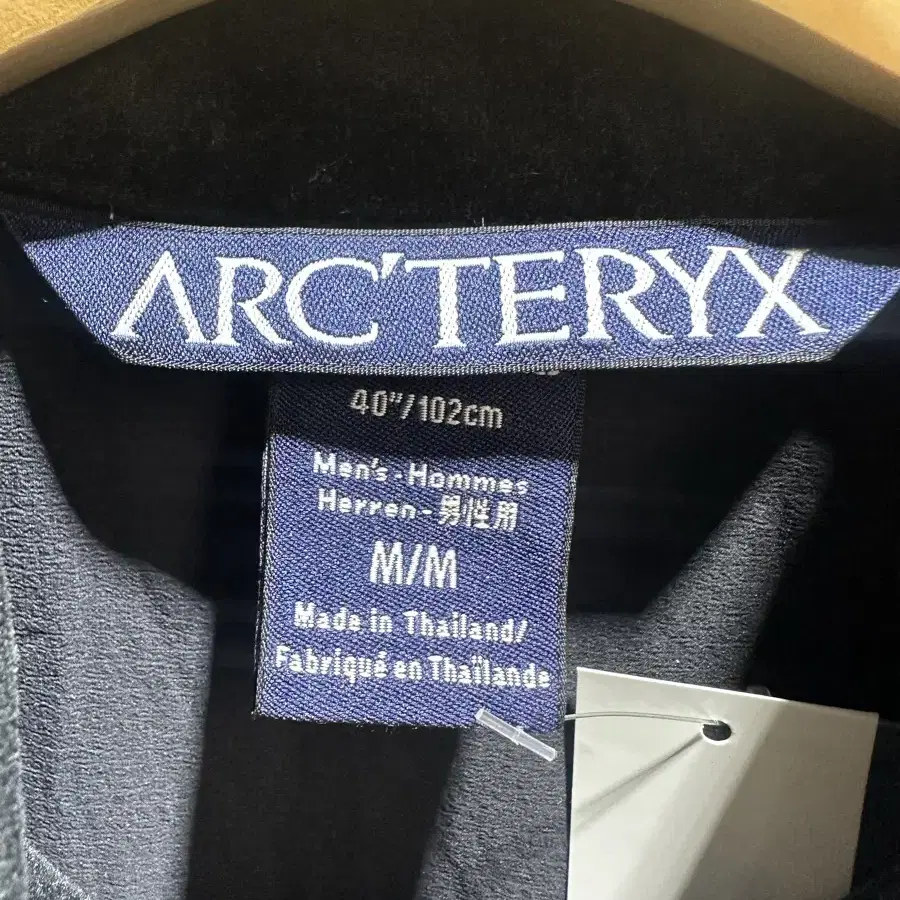 ARC'TERYX
40"/102cm
Men's-Hommes
Herren-男性用
M/M
Made in Thailand/
Fabriqué en Thaïlande